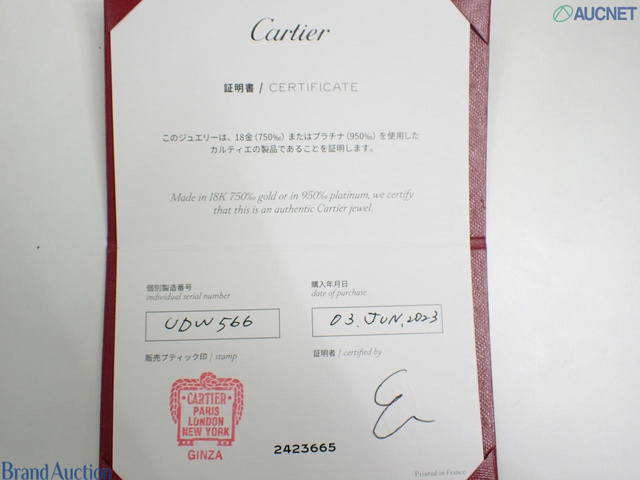 AUCNET
Cartier
証明書 / CERTIFICATE
このジュエリーは、18金(750‰)またはプラチナ(950‰)を使用した
カルティエの製品であることを証明します。
Made in 18K 750‰ gold or in 950‰ platinum, we certify
that this is an authentic Cartier jewel.
個別製造番号
individual serial number
購入年月日
date of purchase
UDW566
03.JUN,2023
販売ブティック印 / stamp
証明者 / certified by
CARTIER
PARIS
LONDON
NEW YORK
GINZA
2423665
Printed in France
Brand Auction